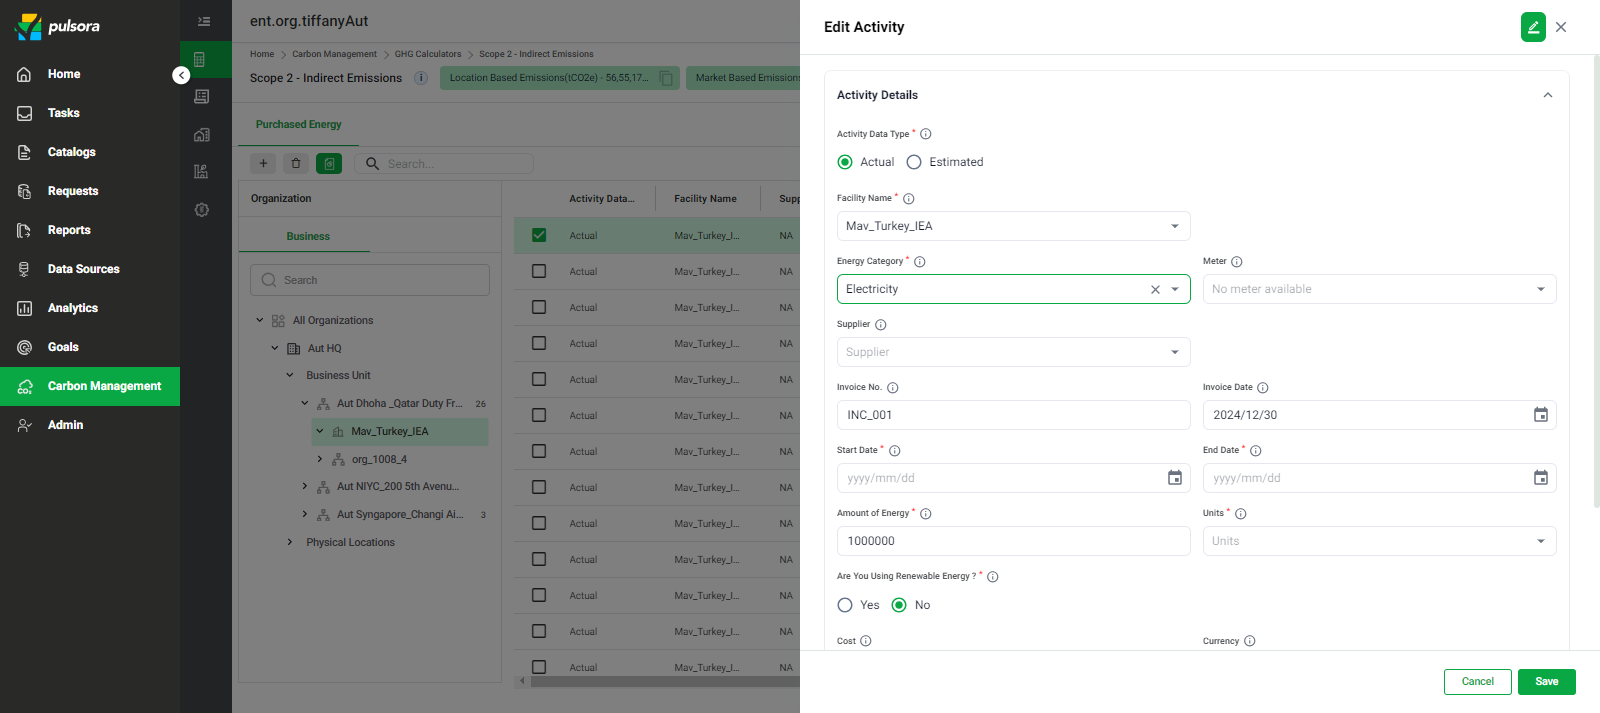 pulsora
Home
Tasks
Catalogs
Requests
Reports
Data Sources
Analytics
Goals
Carbon Management
Admin
ent.org.tiffanyAut
Home > Carbon Management > GHG Calculators > Scope 2 - Indirect Emissions
Scope 2 - Indirect Emissions
Location Based Emissions(tCO2e) - 56,55,17...
Market Based Emissions
Purchased Energy
Search...
Organization
Business
Search
All Organizations
Aut HQ
Business Unit
Aut Dhoha _Qatar Duty Fr... 26
Mav_Turkey_IEA
org_1008_4
Aut NIYC_200 5th Avenu...
Aut Syngapore_Changi Ai... 3
Physical Locations
Activity Data... Facility Name Supp
Actual Mav_Turkey_I... NA
Actual Mav_Turkey_I... NA
Actual Mav_Turkey_I... NA
Actual Mav_Turkey_I... NA
Actual Mav_Turkey_I... NA
Actual Mav_Turkey_I... NA
Actual Mav_Turkey_I... NA
Actual Mav_Turkey_I... NA
Actual Mav_Turkey_I... NA
Actual Mav_Turkey_I... NA
Actual Mav_Turkey_I... NA
Actual Mav_Turkey_I... NA
Actual Mav_Turkey_I... NA
Edit Activity
Activity Details
Activity Data Type *
Actual Estimated
Facility Name *
Mav_Turkey_IEA
Energy Category * Meter
Electricity No meter available
Supplier
Supplier
Invoice No. Invoice Date
INC_001 2024/12/30
Start Date * End Date *
yyyy/mm/dd yyyy/mm/dd
Amount of Energy * Units *
1000000 Units
Are You Using Renewable Energy ? *
Yes No
Cost Currency
Cancel Save